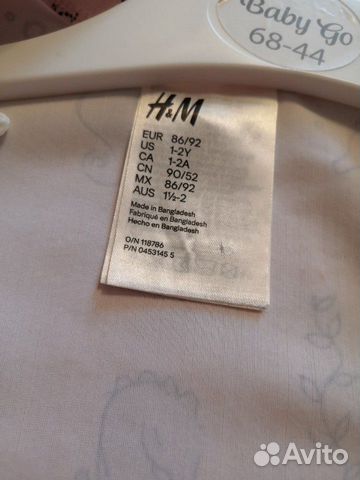 Baby Go
68-44
H&M
EUR 86/92
US 1-2Y
CA 1-2A
CN 90/52
MX 86/92
AUS 1½-2
Made in Bangladesh
Fabriqué en Bangladesh
Hecho en Bangladesh
O/N 118786
P/N 0453145 5
Avito